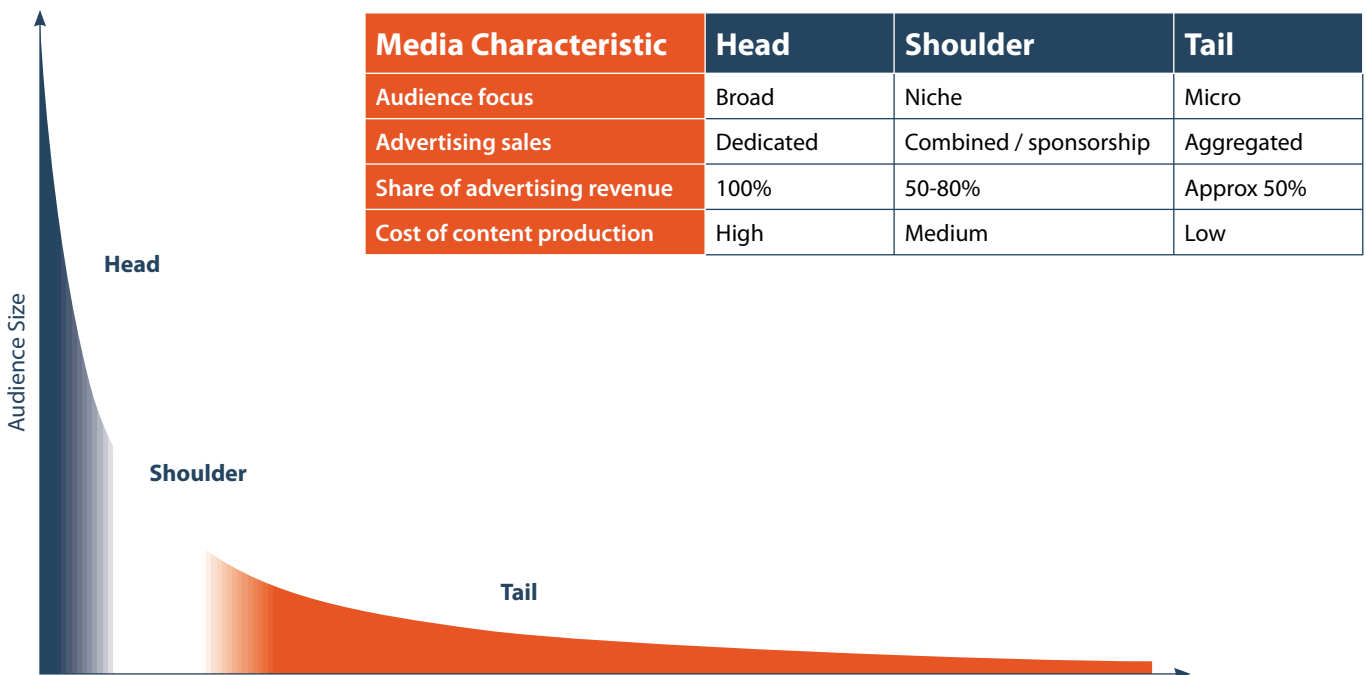 Media Characteristic Head Shoulder Tail
Audience focus Broad Niche Micro
Advertising sales Dedicated Combined / sponsorship Aggregated
Share of advertising revenue 100% 50-80% Approx 50%
Cost of content production High Medium Low
Head
Audience Size
Shoulder
Tail